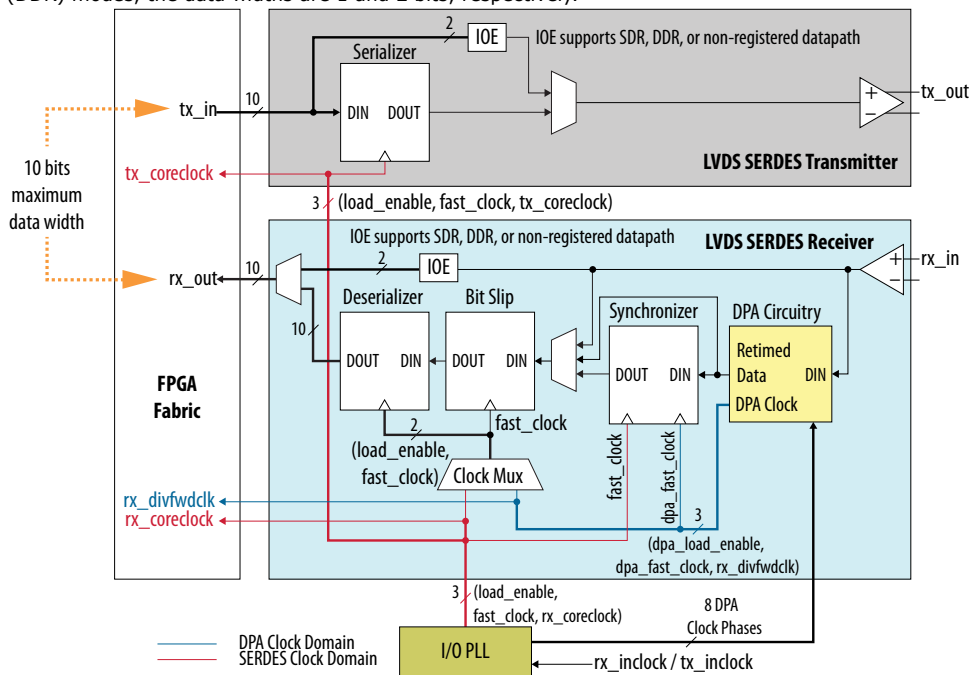 (DDR) modes, the data widths are 1 and 2 bits, respectively.
2
IOE
IOE supports SDR, DDR, or non-registered datapath
Serializer
tx_in
10
DIN
DOUT
tx_out
+
−
LVDS SERDES Transmitter
10 bits
maximum
data width
tx_coreclock
3
(load_enable, fast_clock, tx_coreclock)
IOE supports SDR, DDR, or non-registered datapath
LVDS SERDES Receiver
rx_out
10
2
IOE
+
−
rx_in
Deserializer
Bit Slip
Synchronizer
DPA Circuitry
10
DOUT
DIN
DOUT
DIN
DOUT
DIN
Retimed
Data
DIN
DPA Clock
FPGA
Fabric
2
(load_enable,
fast_clock)
fast_clock
Clock Mux
fast_clock
dpa_fast_clock
3
(dpa_load_enable,
dpa_fast_clock, rx_divfwdclk)
rx_divfwdclk
rx_coreclock
3
(load_enable,
fast_clock, rx_coreclock)
8 DPA
Clock Phases
DPA Clock Domain
SERDES Clock Domain
I/O PLL
rx_inclock / tx_inclock